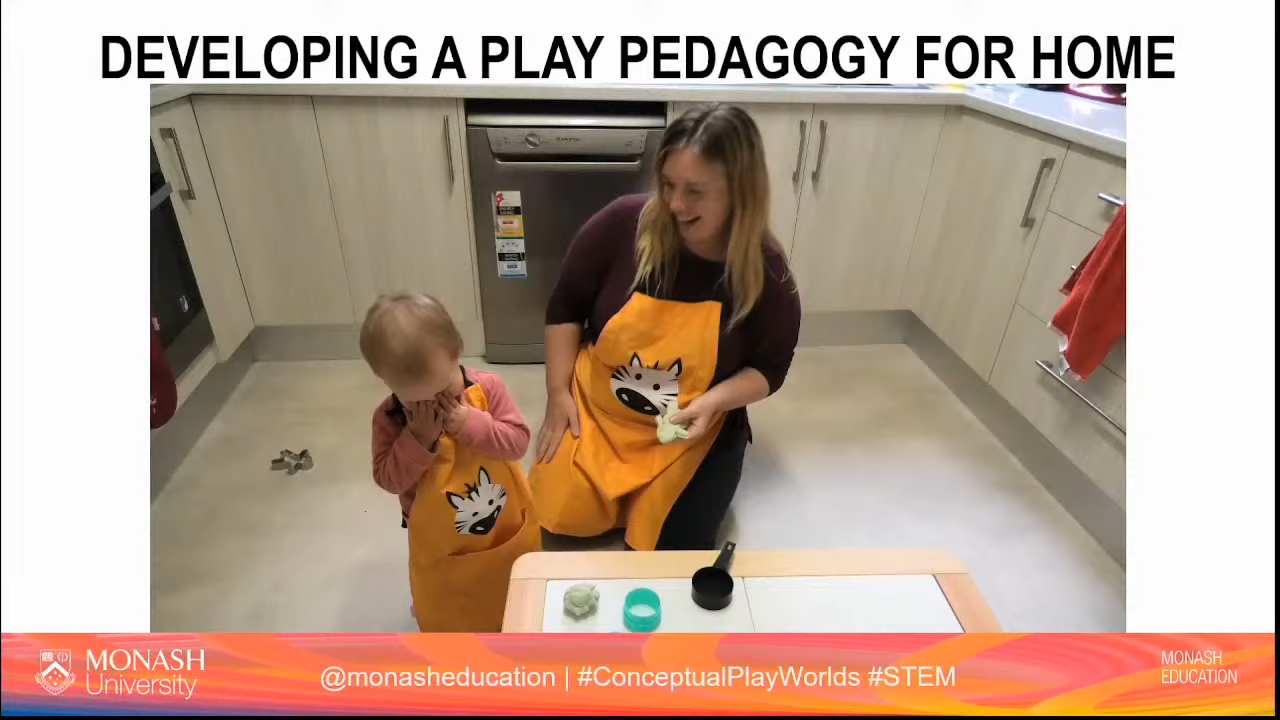 DEVELOPING A PLAY PEDAGOGY FOR HOME
MONASH
University
@monasheducation | #ConceptualPlayWorlds #STEM
MONASH
EDUCATION